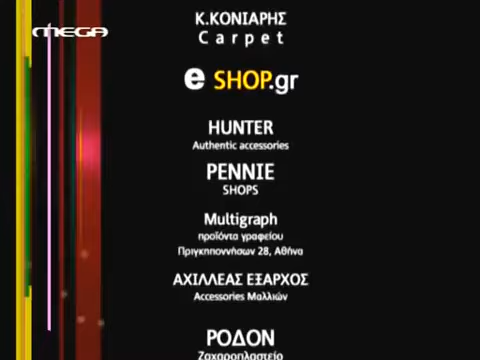 MEGA
Κ.ΚΟΝΙΑΡΗΣ
Carpet
e SHOP.gr
HUNTER
Authentic accessories
PENNIE
SHOPS
Multigraph
προϊόντα γραφείου
Πριγκηποννήσων 28, Αθήνα
ΑΧΙΛΛΕΑΣ ΕΞΑΡΧΟΣ
Accessories Μαλλιών
ΡΟΔΟΝ
Ζαχαροπλαστείο